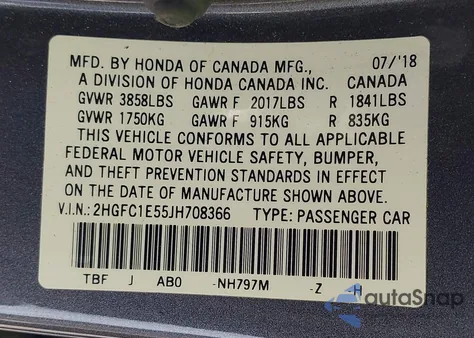 MFD. BY HONDA OF CANADA MFG., 07/'18
A DIVISION OF HONDA CANADA INC. CANADA
GVWR 3858LBS GAWR F 2017LBS R 1841LBS
GVWR 1750KG GAWR F 915KG R 835KG
THIS VEHICLE CONFORMS TO ALL APPLICABLE
FEDERAL MOTOR VEHICLE SAFETY, BUMPER,
AND THEFT PREVENTION STANDARDS IN EFFECT
ON THE DATE OF MANUFACTURE SHOWN ABOVE.
V.I.N.: 2HGFC1E55JH708366 TYPE: PASSENGER CAR
TBF J AB0 -NH797M -Z H
autoSnap